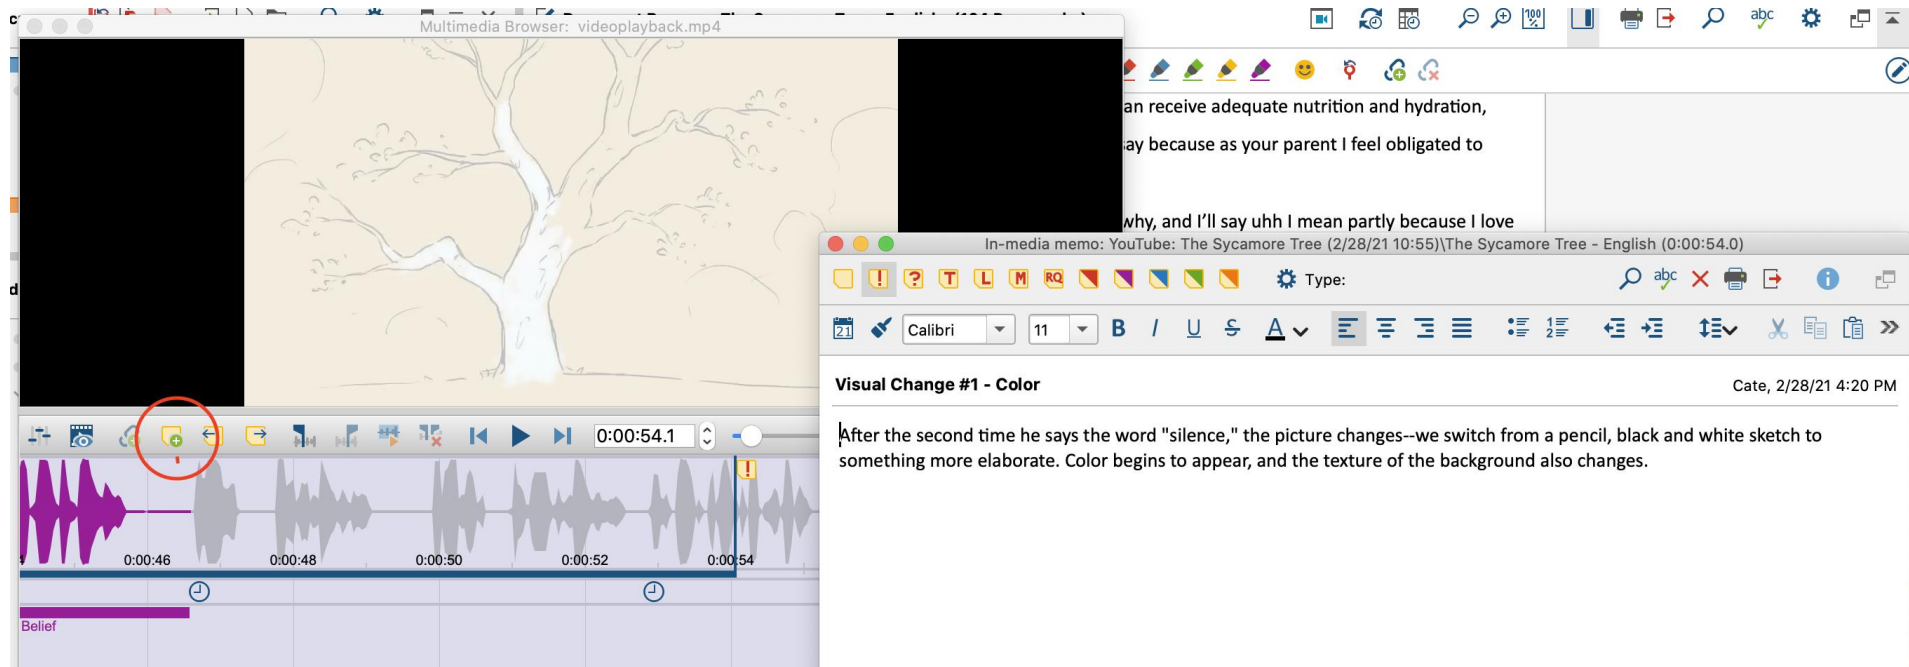 Multimedia Browser: videoplayback.mp4
100
%
abc
an receive adequate nutrition and hydration,
say because as your parent I feel obligated to
why, and I'll say uhh I mean partly because I love
In-media memo: YouTube: The Sycamore Tree (2/28/21 10:55)\The Sycamore Tree - English (0:00:54.0)
! ? T L M RQ Type: abc i
21 Calibri 11 B I U S A
Visual Change #1 - Color Cate, 2/28/21 4:20 PM
After the second time he says the word "silence," the picture changes--we switch from a pencil, black and white sketch to
something more elaborate. Color begins to appear, and the texture of the background also changes.
0:00:54.1
!
0:00:46 0:00:48 0:00:50 0:00:52 0:00:54
Belief